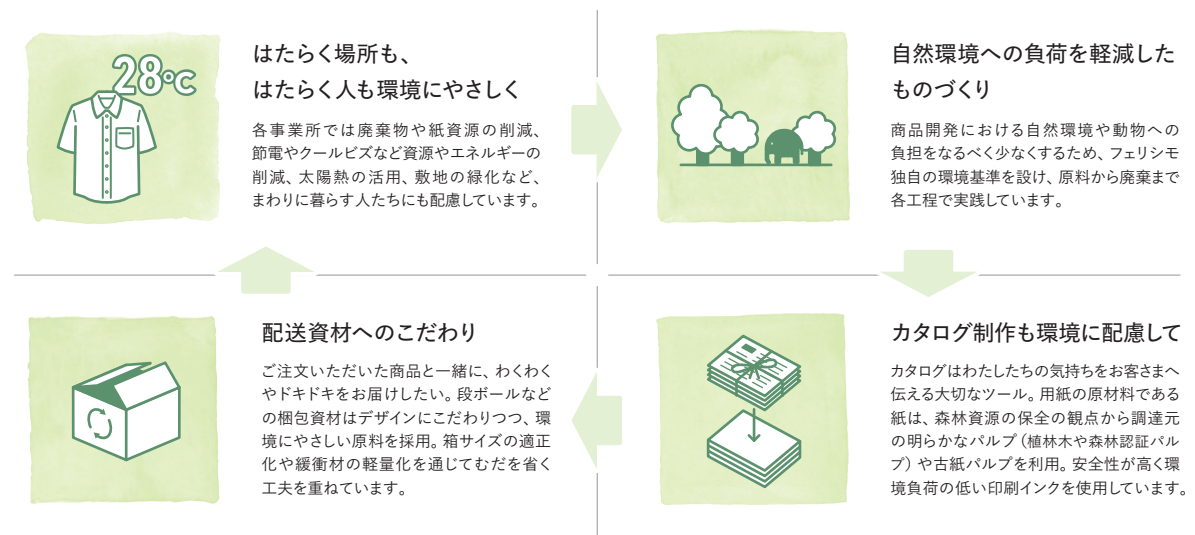 28℃
はたらく場所も、
はたらく人も環境にやさしく
各事業所では廃棄物や紙資源の削減、
節電やクールビズなど資源やエネルギーの
削減、太陽熱の活用、敷地の緑化など、
まわりに暮らす人たちにも配慮しています。
自然環境への負荷を軽減した
ものづくり
商品開発における自然環境や動物への
負担をなるべく少なくするため、フェリシモ
独自の環境基準を設け、原料から廃棄まで
各工程で実践しています。
カタログ制作も環境に配慮して
カタログはわたしたちの気持ちをお客さまへ
伝える大切なツール。用紙の原材料である
紙は、森林資源の保全の観点から調達元
の明らかなパルプ（植林木や森林認証パル
プ）や古紙パルプを利用。安全性が高く環
境負荷の低い印刷インクを使用しています。
配送資材へのこだわり
ご注文いただいた商品と一緒に、わくわく
やドキドキをお届けしたい。段ボールなど
の梱包資材はデザインにこだわりつつ、環
境にやさしい原料を採用。箱サイズの適正
化や緩衝材の軽量化を通じてむだを省く
工夫を重ねています。